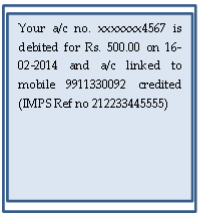 Your a/c no. xxxxxxx4567 is
debited for Rs. 500.00 on 16-
02-2014 and a/c linked to
mobile 9911330092 credited
(IMPS Ref no 212233445555)